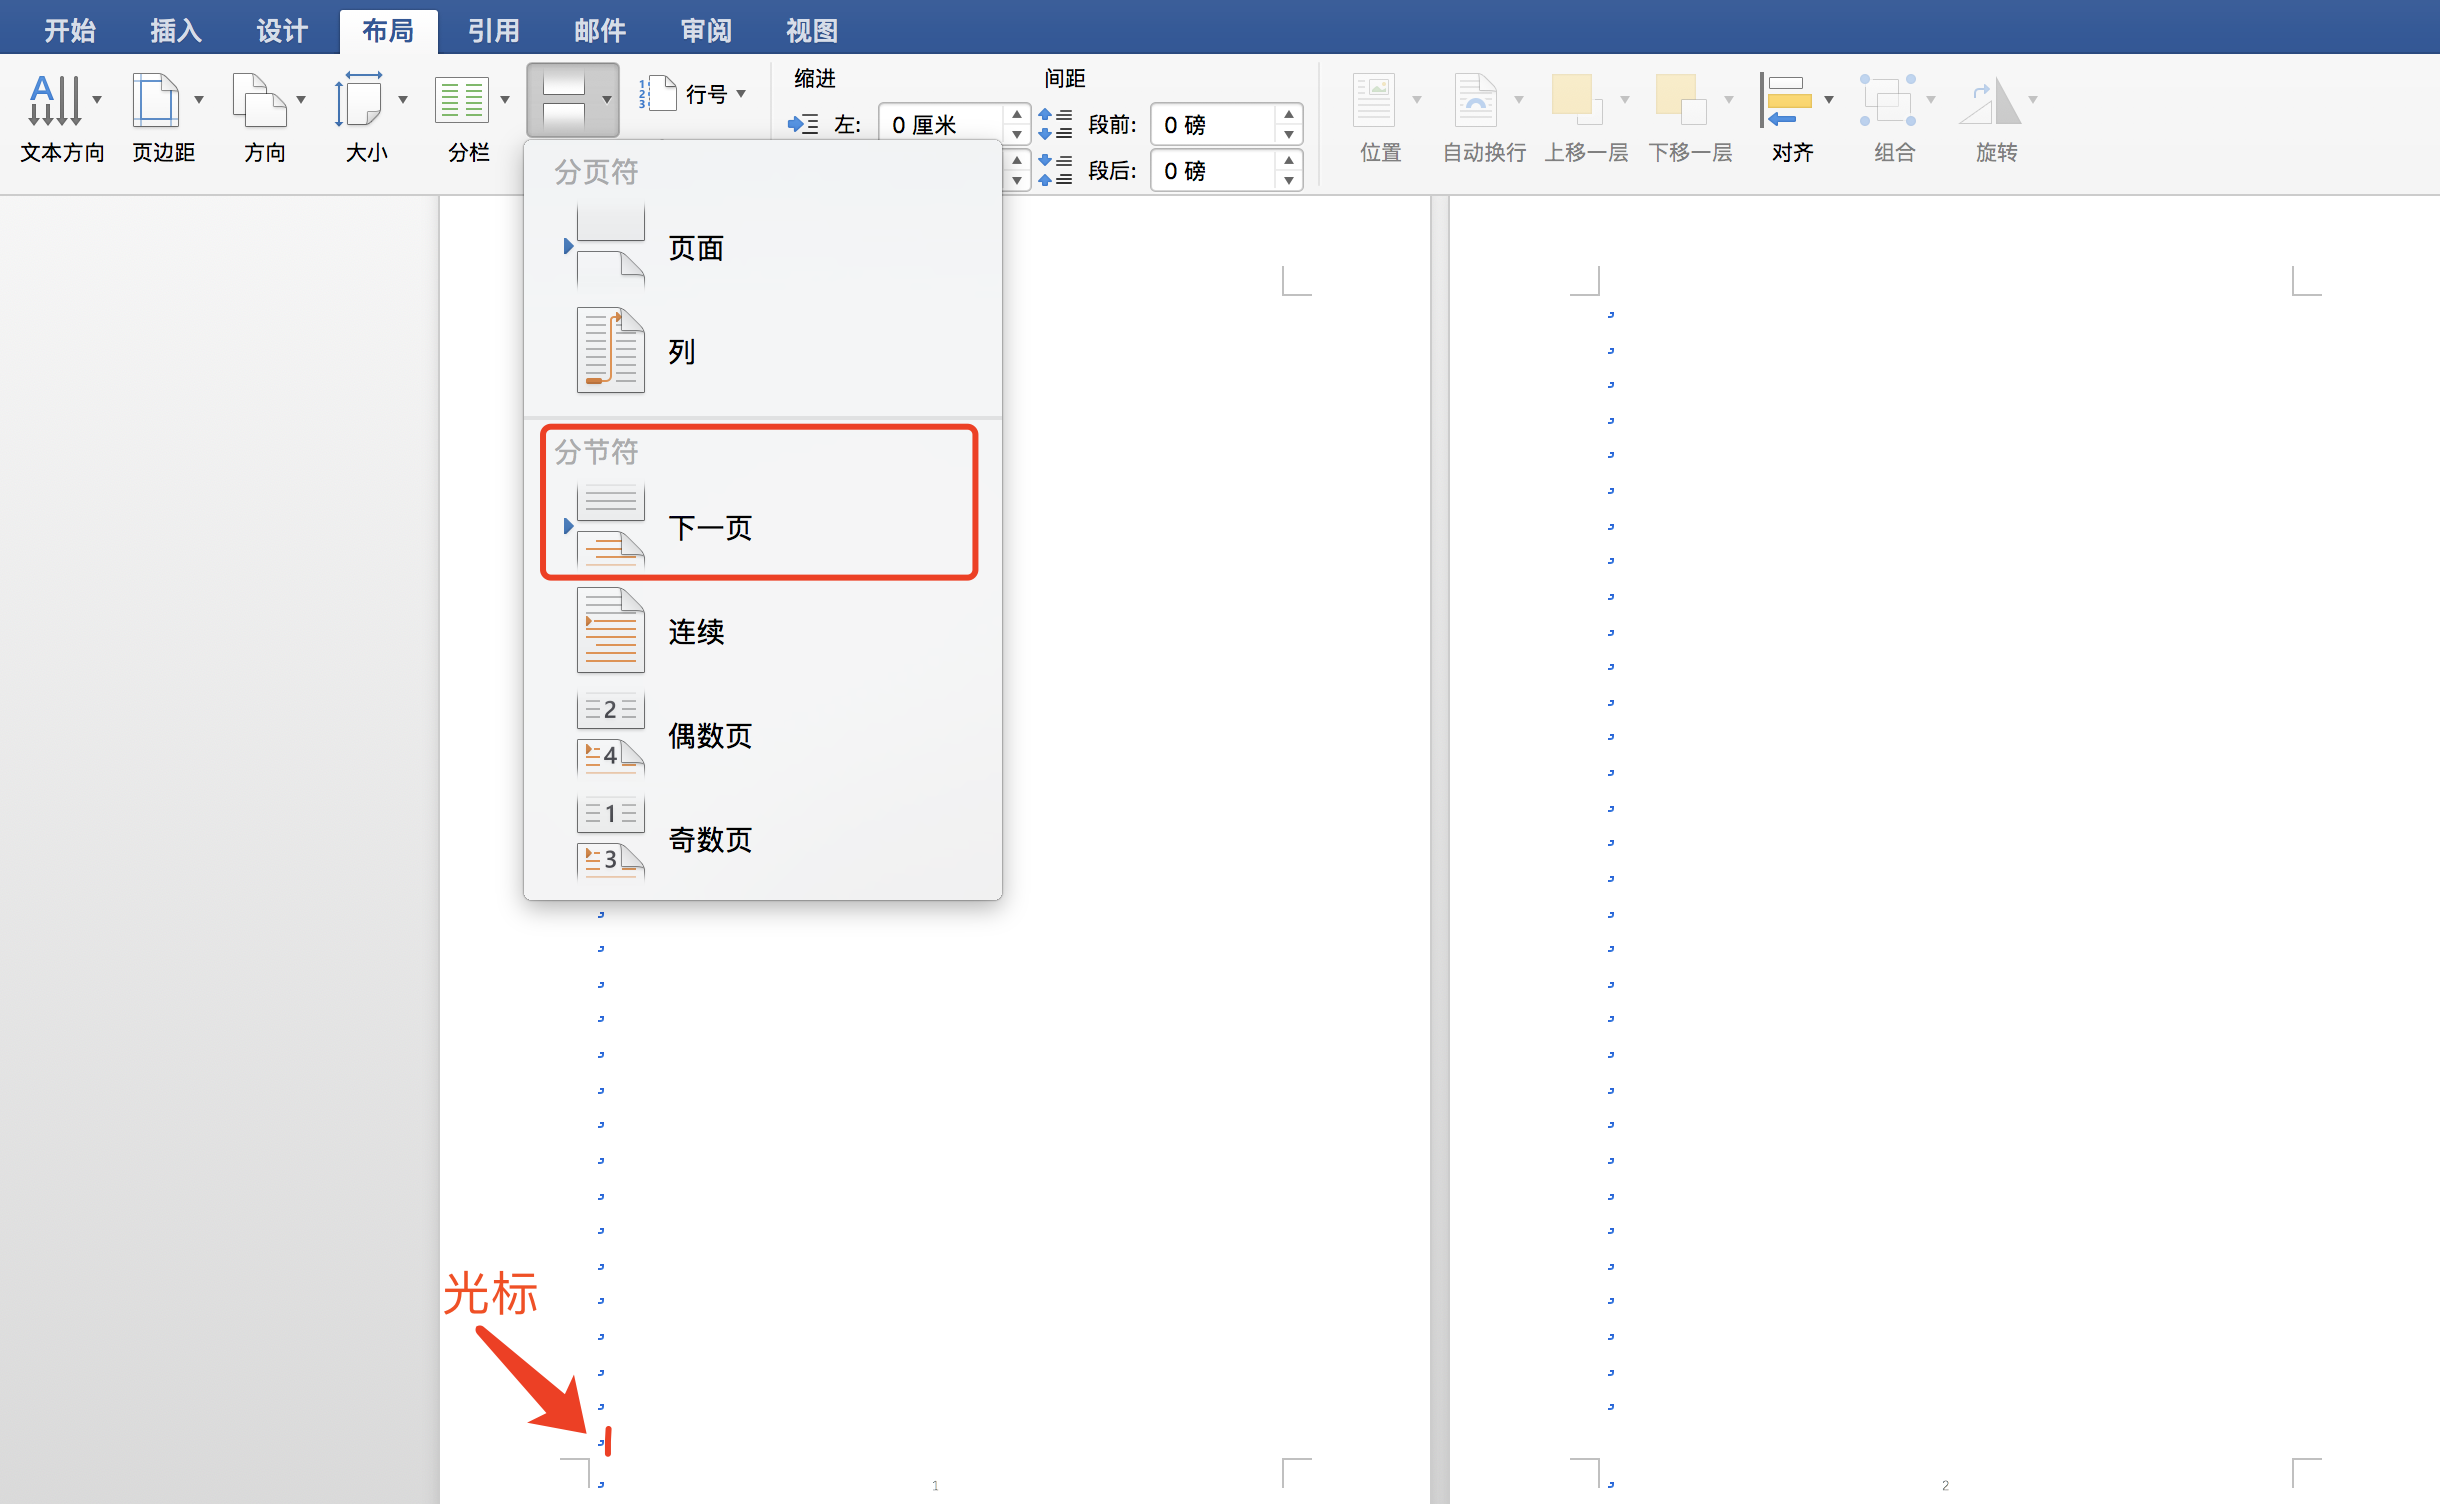 开始 插入 设计 布局 引用 邮件 审阅 视图
文本方向 页边距 方向 大小 分栏 行号
缩进 间距
左: 0 厘米 段前: 0 磅
段后: 0 磅
位置 自动换行 上移一层 下移一层 对齐 组合 旋转
分页符
页面
列
分节符
下一页
连续
偶数页
奇数页
光标
1 2